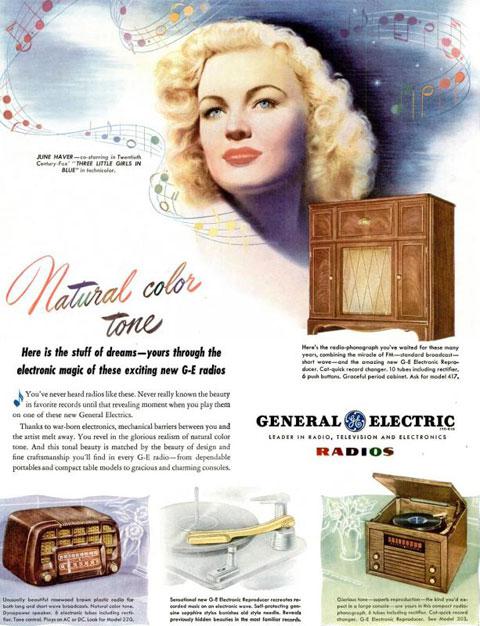 JUNE HAVER—co-starring in Twentieth
Century-Fox' "THREE LITTLE GIRLS IN
BLUE" in technicolor.
Natural color
tone
Here is the stuff of dreams—yours through the
electronic magic of these exciting new G-E radios
You've never heard radios like these. Never really known the beauty
in favorite records until that revealing moment when you play them
on one of these new General Electrics.
Thanks to war-born electronics, mechanical barriers between you and
the artist melt away. You revel in the glorious realism of natural color
tone. And this tonal beauty is matched by the beauty of design and
fine craftsmanship you'll find in every G-E radio—from dependable
portables and compact table models to gracious and charming consoles.
Here's the radio-phonograph you've waited for these many
years, combining the miracle of FM—standard broadcast—
short wave—and the amazing new G-E Electronic Repro-
ducer. Cat-quick record changer. 10 tubes including rectifier,
6 push buttons. Graceful period cabinet. Ask for model 417.
GENERAL GE ELECTRIC
LEADER IN RADIO, TELEVISION AND ELECTRONICS
RADIOS
Unusually beautiful rosewood brown plastic radio for
both long and short wave broadcasts. Natural color tone.
Dynapower speaker. 6 electronic tubes including recti-
fier. Tone control. Plays on AC or DC. Look for Model 220.
Sensational new G-E Electronic Reproducer recreates re-
corded music on an electronic wave. Self-protecting gen-
uine sapphire stylus banishes old style needle. Reveals
previously hidden beauties in the most familiar records.
Glorious tone—superb reproduction—the kind you'd ex-
pect in a large console—are yours in this compact radio-
phonograph. 6 tubes including rectifier. Cat-quick record
changer. G-E Electronic Reproducer. See Model 303.